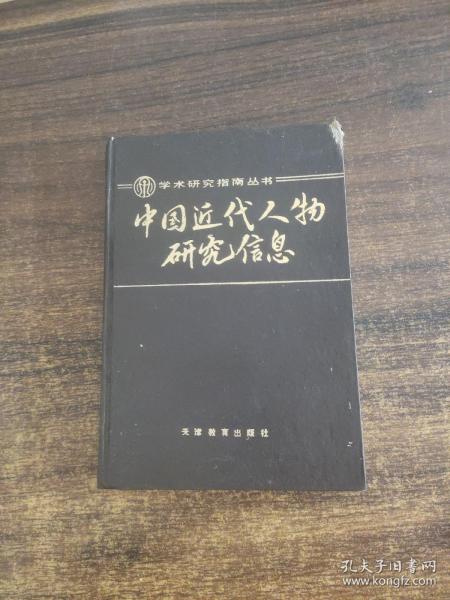 学术研究指南丛书
中国近代人物
研究信息
天津教育出版社
孔夫子旧书网
www.kongfz.com